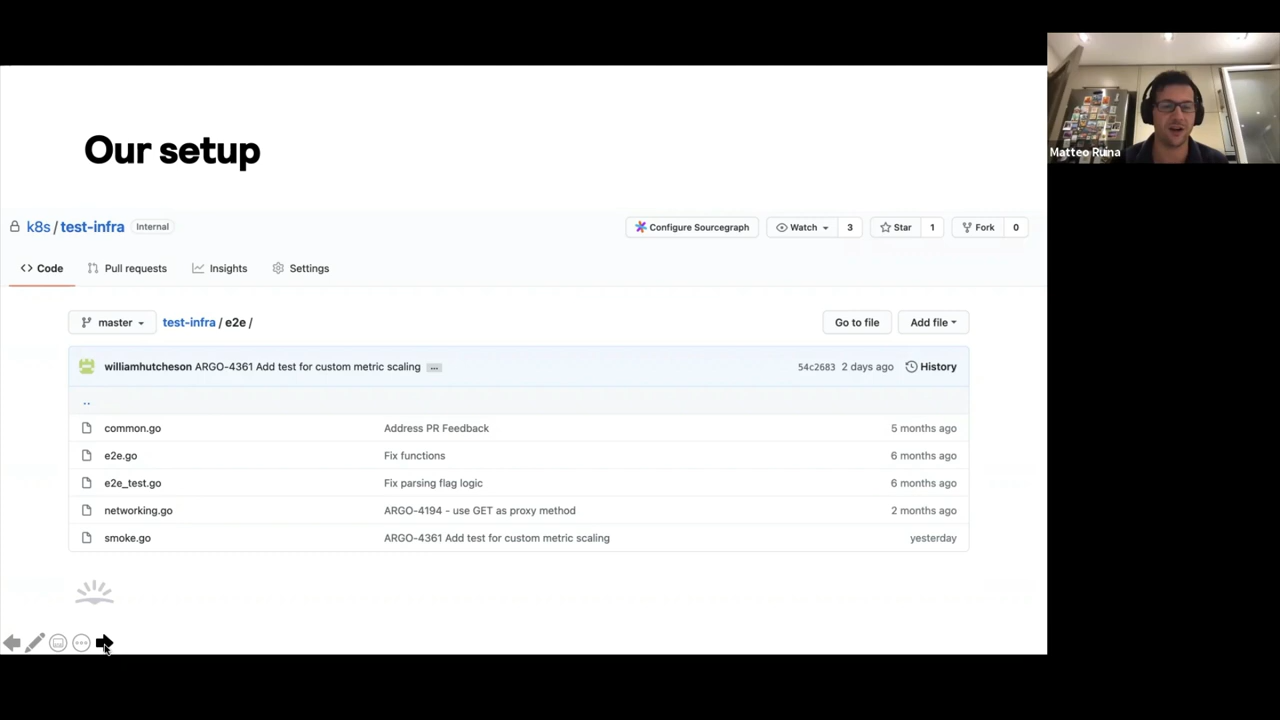 Our setup
k8s / test-infra Internal
Configure Sourcegraph Watch 3 Star 1 Fork 0
<> Code Pull requests Insights Settings
master test-infra / e2e / Go to file Add file
williamhutcheson ARGO-4361 Add test for custom metric scaling ... 54c2683 2 days ago History
..
common.go Address PR Feedback 5 months ago
e2e.go Fix functions 6 months ago
e2e_test.go Fix parsing flag logic 6 months ago
networking.go ARGO-4194 - use GET as proxy method 2 months ago
smoke.go ARGO-4361 Add test for custom metric scaling yesterday
Matteo Ruina